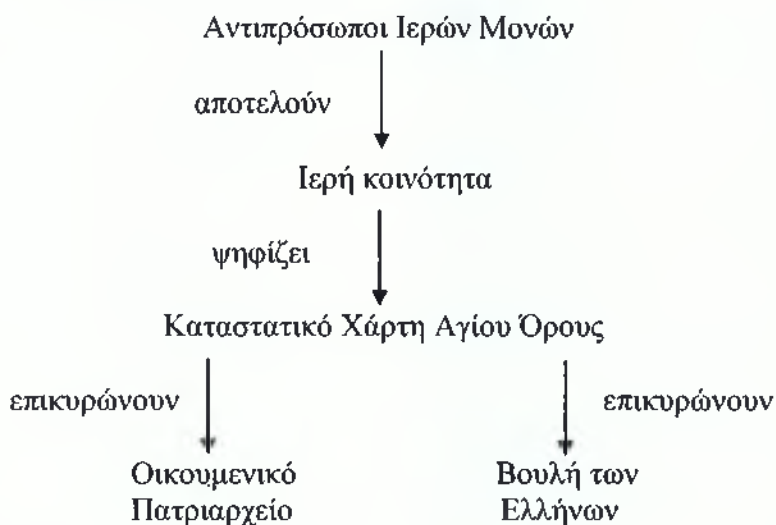 Αντιπρόσωποι Ιερών Μονών
αποτελούν
Ιερή κοινότητα
ψηφίζει
Καταστατικό Χάρτη Αγίου Όρους
επικυρώνουν
επικυρώνουν
Οικουμενικό
Πατριαρχείο
Βουλή των
Ελλήνων